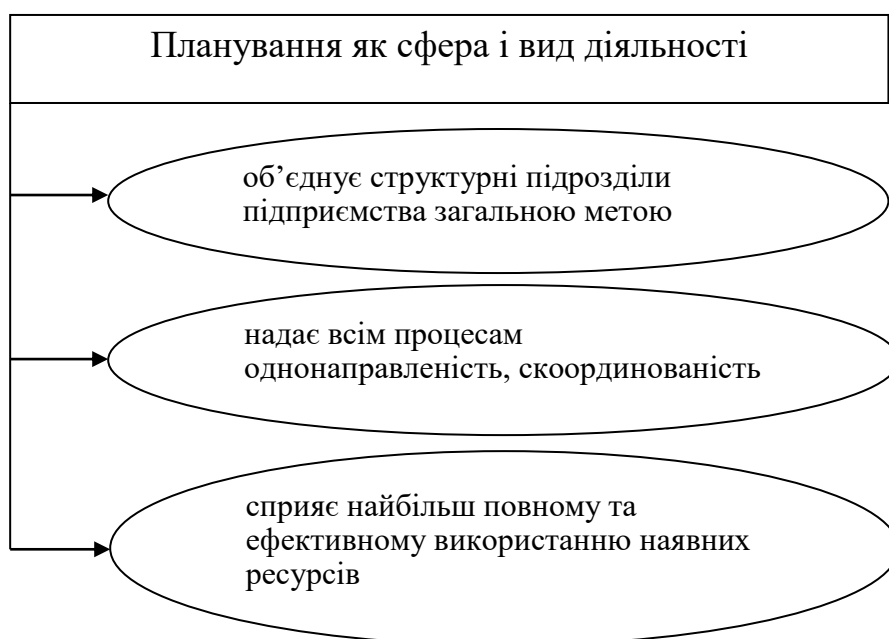 Планування як сфера і вид діяльності
об’єднує структурні підрозділи
підприємства загальною метою
надає всім процесам
однонаправленість, скоординованість
сприяє найбільш повному та
ефективному використанню наявних
ресурсів